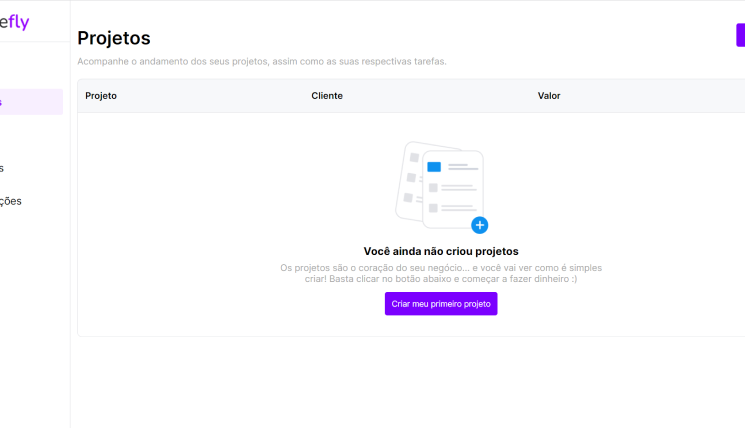 efly
Projetos
Acompanhe o andamento dos seus projetos, assim como as suas respectivas tarefas.
s
Projeto Cliente Valor
s
ções
Você ainda não criou projetos
Os projetos são o coração do seu negócio... e você vai ver como é simples
criar! Basta clicar no botão abaixo e começar a fazer dinheiro :)
Criar meu primeiro projeto